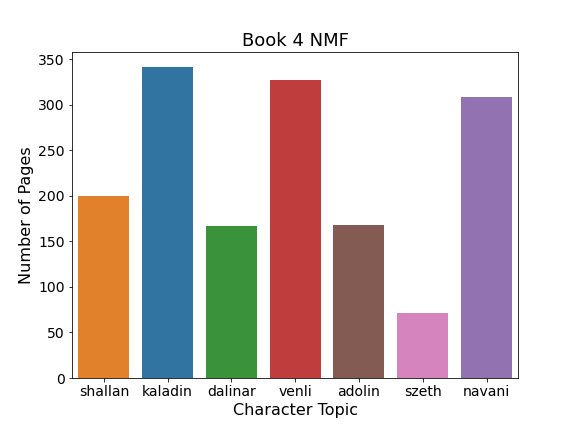 Book 4 NMF
Number of Pages
350
300
250
200
150
100
50
0
shallan kaladin dalinar venli adolin szeth navani
Character Topic